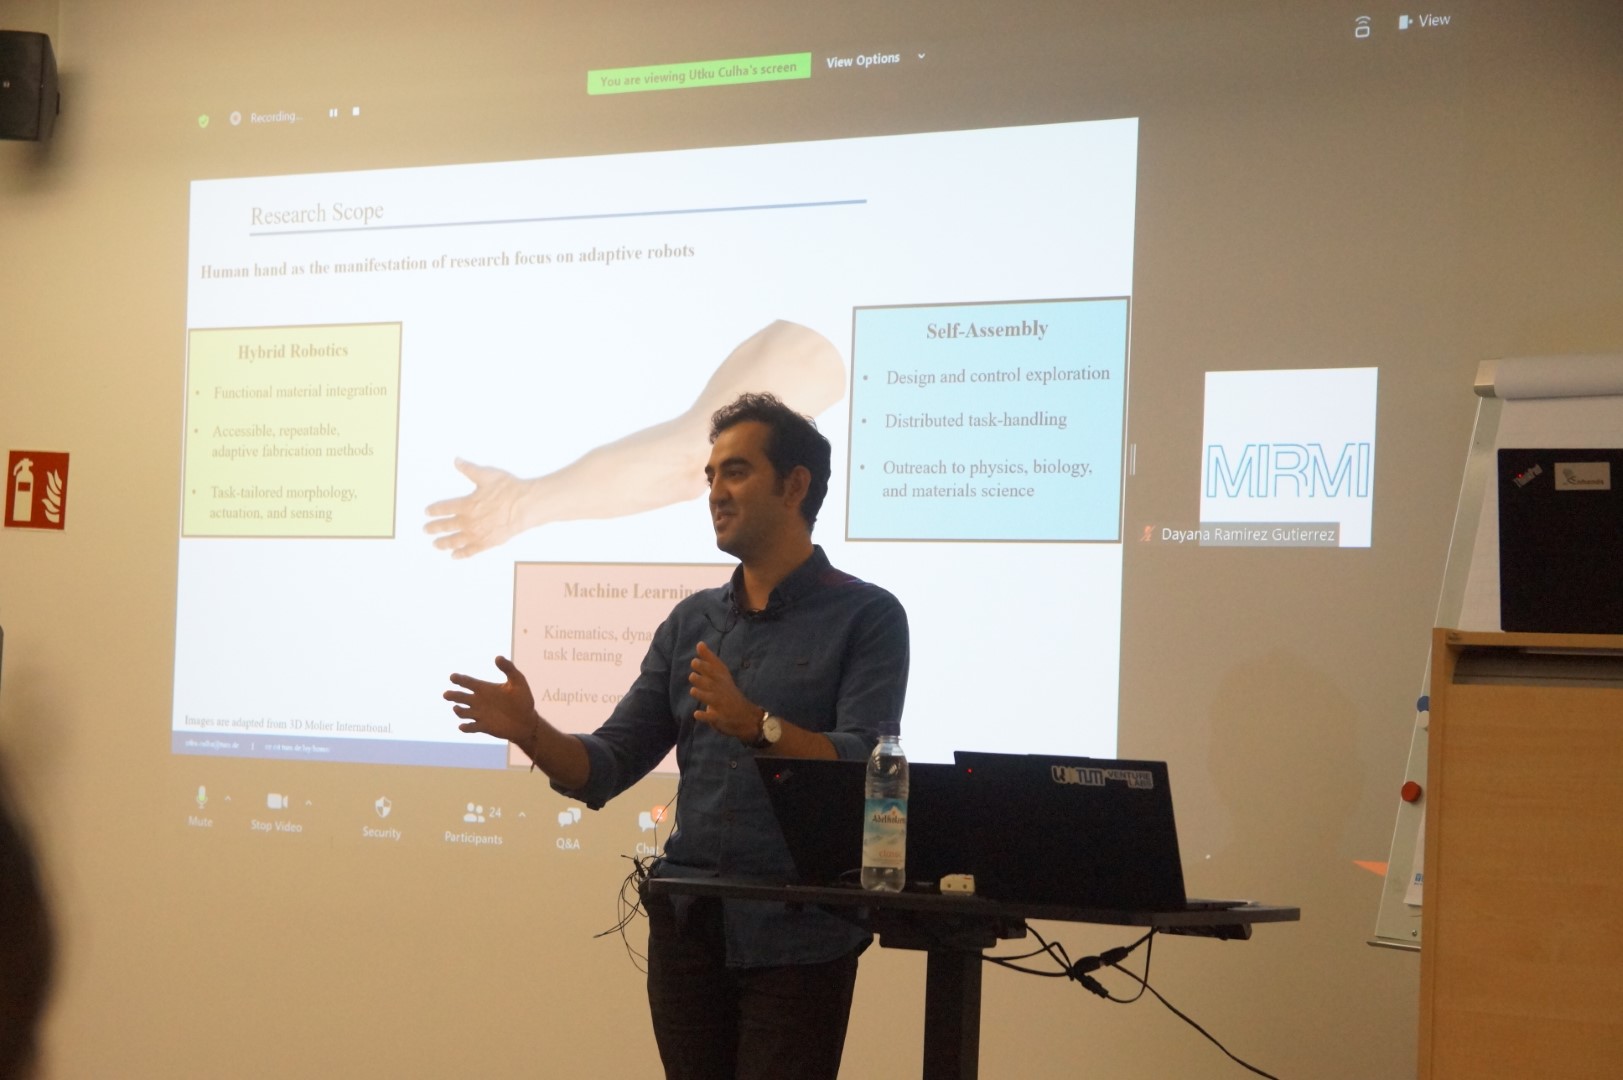 View
You are viewing Utku Culha's screen
View Options
Recording...
Research Scope
Human hand as the manifestation of research focus on adaptive robots
Hybrid Robotics
• Functional material integration
• Accessible, repeatable,
adaptive fabrication methods
• Task-tailored morphology,
actuation, and sensing
Self-Assembly
• Design and control exploration
• Distributed task-handling
• Outreach to physics, biology,
and materials science
Machine Learning
• Kinematics, dyna
task learning
Adaptive con
Images are adapted from 3D Molier International.
MIRMI
Dayana Ramirez Gutierrez
Mute
Stop Video
Security
Participants
24
Q&A
Chat
TUM
VENTURE
LABS